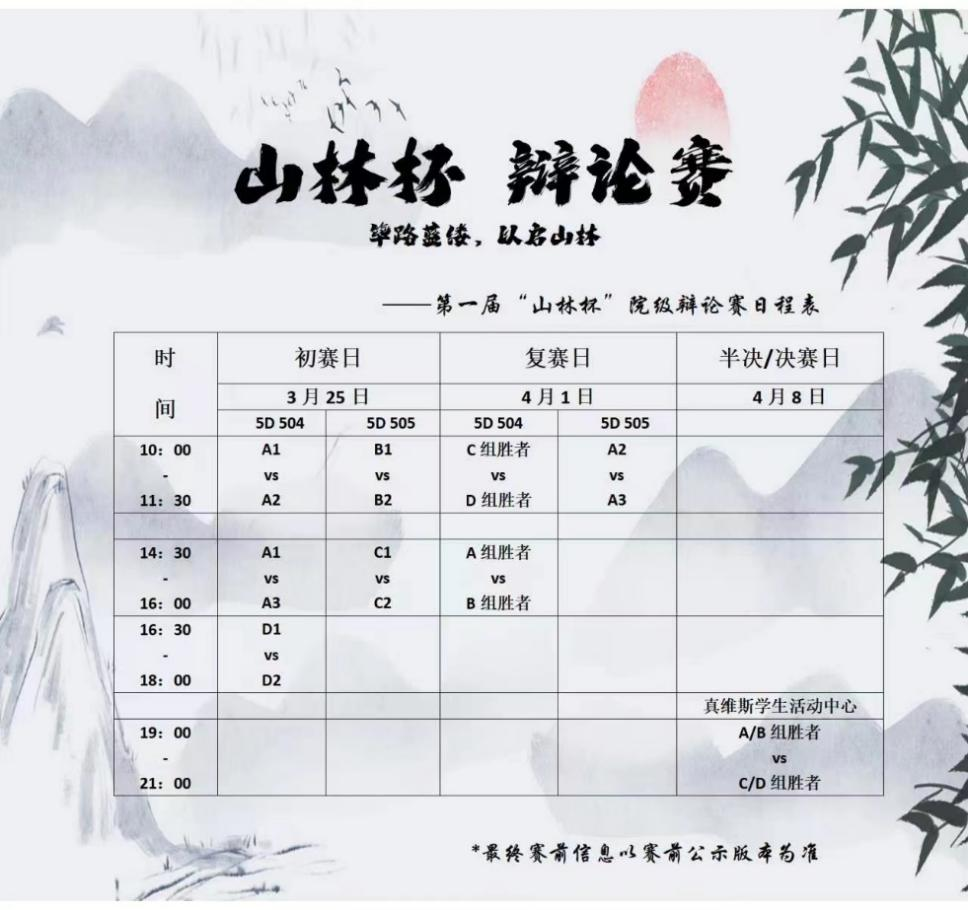 山林杯 辩论赛
筚路蓝缕，以启山林
——第一届“山林杯”院级辩论赛日程表
时间 初赛日 复赛日 半决/决赛日
3月25日 4月1日 4月8日
5D 504 5D 505 5D 504 5D 505
10：00 A1 B1 C组胜者 A2
- vs vs vs vs
11：30 A2 B2 D组胜者 A3
14：30 A1 C1 A组胜者
- vs vs vs
16：00 A3 C2 B组胜者
16：30 D1
- vs
18：00 D2
真维斯学生活动中心
19：00 A/B组胜者
- vs
21：00 C/D组胜者
*最终赛前信息以赛前公示版本为准